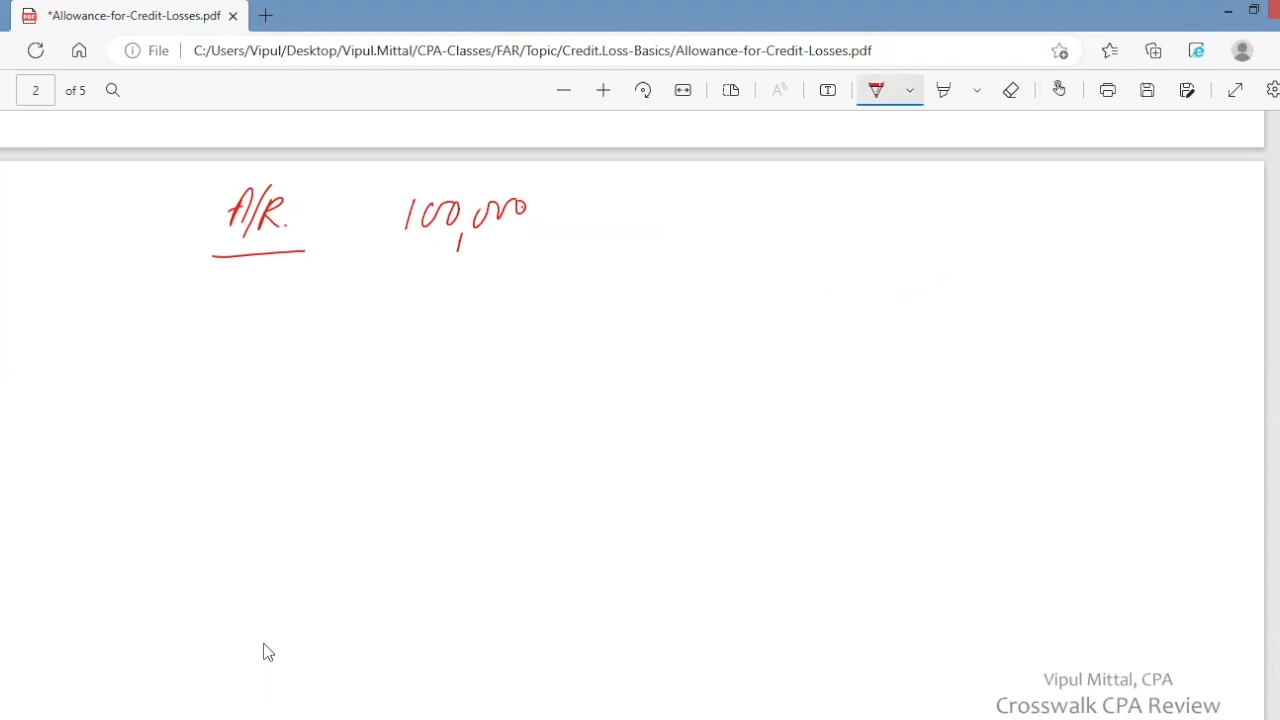 *Allowance-for-Credit-Losses.pdf
File C:/Users/Vipul/Desktop/Vipul.Mittal/CPA-Classes/FAR/Topic/Credit.Loss-Basics/Allowance-for-Credit-Losses.pdf
2 of 5
A/R. 100,000
Vipul Mittal, CPA
Crosswalk CPA Review